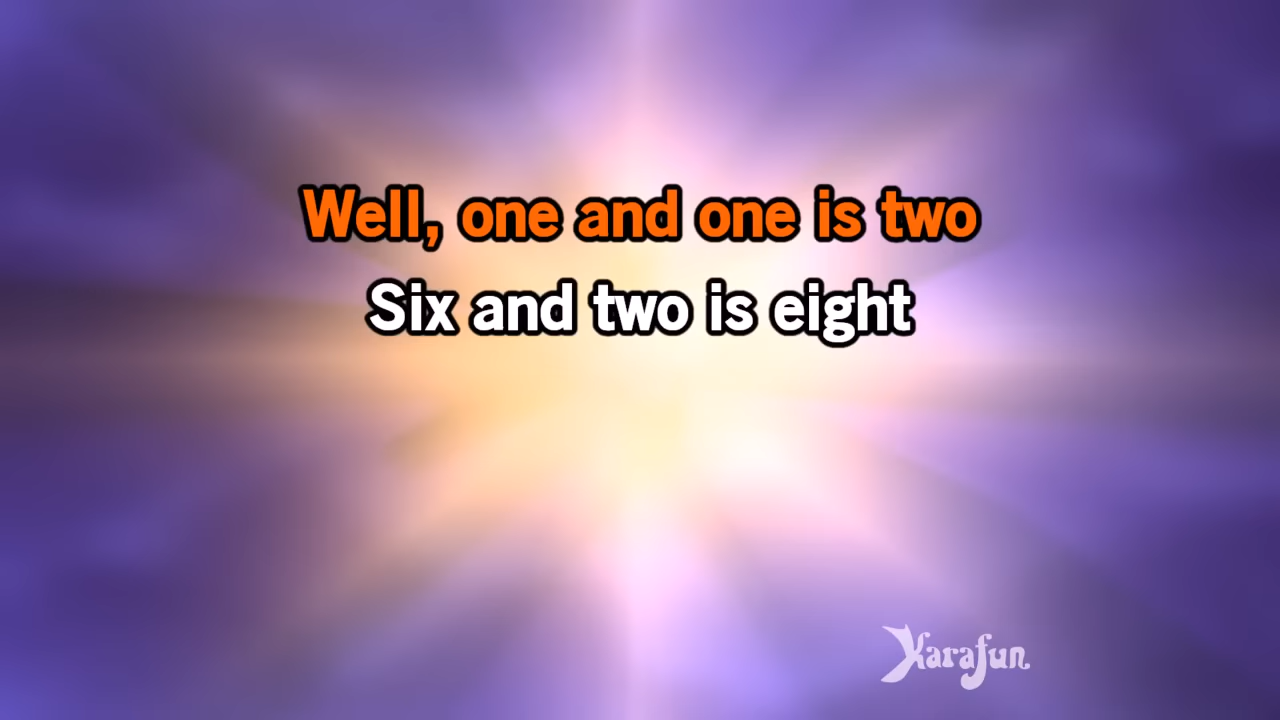 Well, one and one is two
Six and two is eight
Karafun